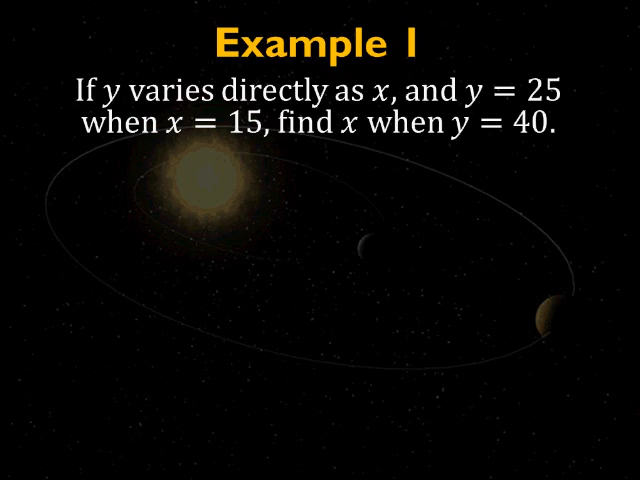 Example 1
If y varies directly as x, and y = 25
when x = 15, find x when y = 40.